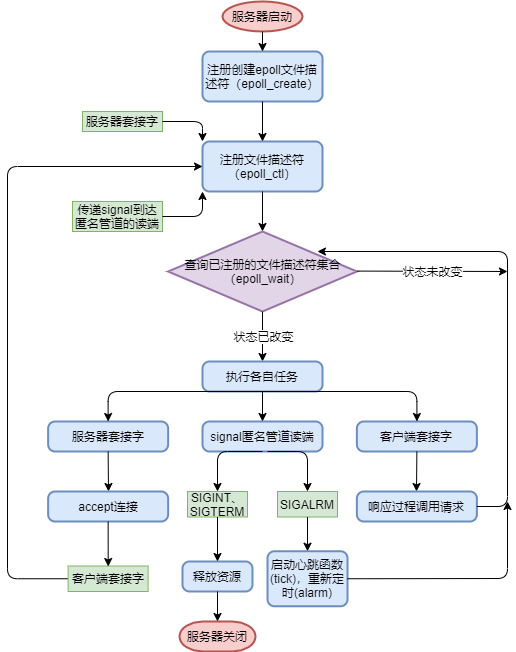 服务器启动
注册创建epoll文件描
述符（epoll_create）
服务器套接字
注册文件描述符
（epoll_ctl）
传递signal到达
匿名管道的读端
查询已注册的文件描述符集合
（epoll_wait）
状态未改变
状态已改变
执行各自任务
服务器套接字
signal匿名管道读端
客户端套接字
accept连接
SIGINT、
SIGTERM
SIGALRM
响应过程调用请求
客户端套接字
释放资源
启动心跳函数
(tick)，重新定
时(alarm)
服务器关闭